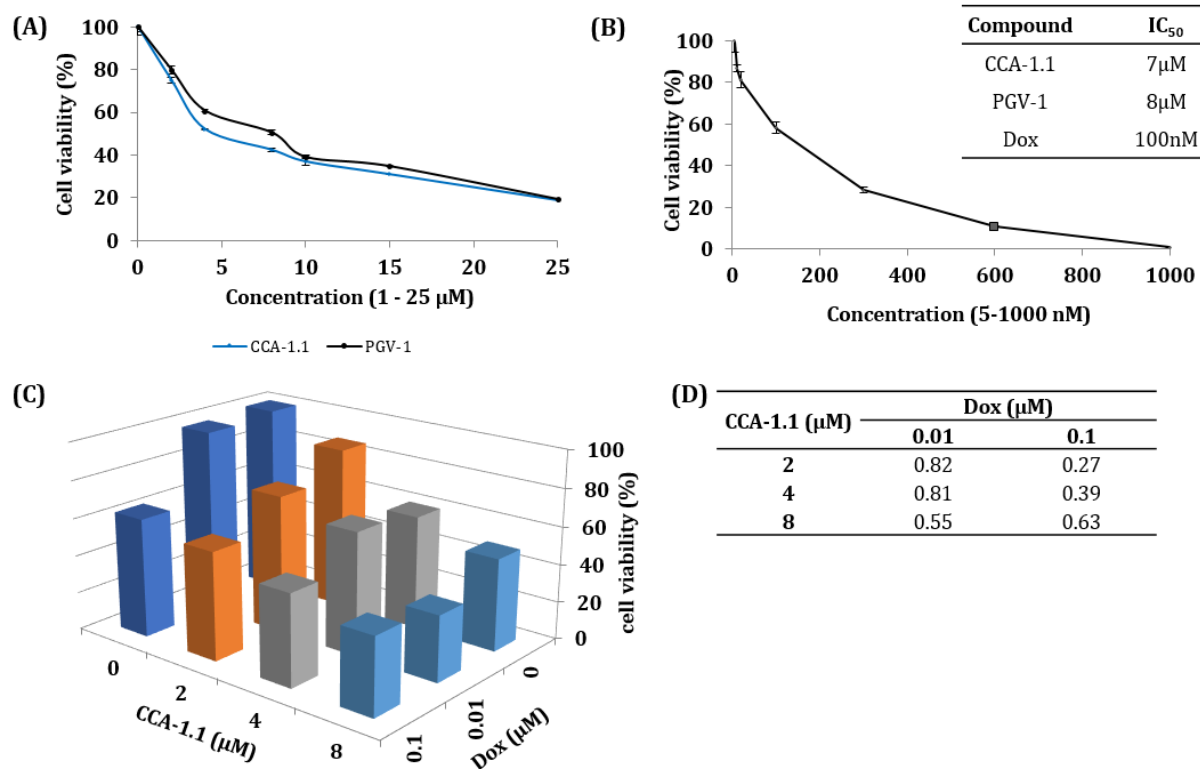 (A)
100
80
60
40
20
0
Cell viability (%)
0 5 10 15 20 25
Concentration (1 - 25 μM)
CCA-1.1 PGV-1
(B)
100
80
60
40
20
0
Cell viability (%)
0 200 400 600 800 1000
Concentration (5-1000 nM)
Compound IC50
CCA-1.1 7μM
PGV-1 8μM
Dox 100nM
(C)
100
80
60
40
20
0
cell viability (%)
0
2
4
8
CCA-1.1 (μM)
0.1
0.01
0
Dox (μM)
(D)
CCA-1.1 (μM) Dox (μM)
0.01 0.1
2 0.82 0.27
4 0.81 0.39
8 0.55 0.63